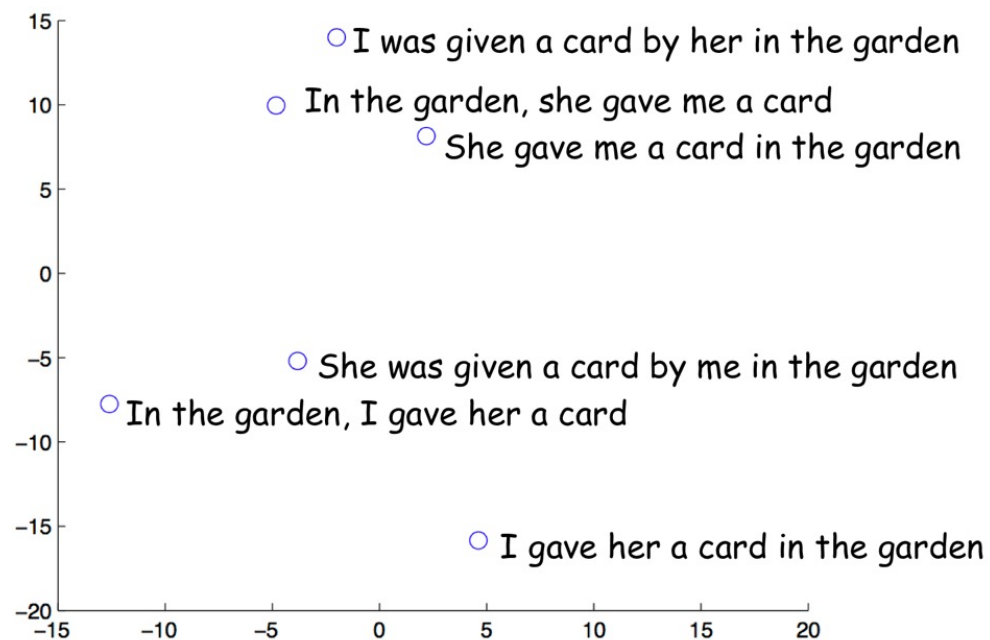 15
I was given a card by her in the garden
10
In the garden, she gave me a card
She gave me a card in the garden
5
0
−5
She was given a card by me in the garden
In the garden, I gave her a card
−10
−15
I gave her a card in the garden
−20
−15 −10 −5 0 5 10 15 20